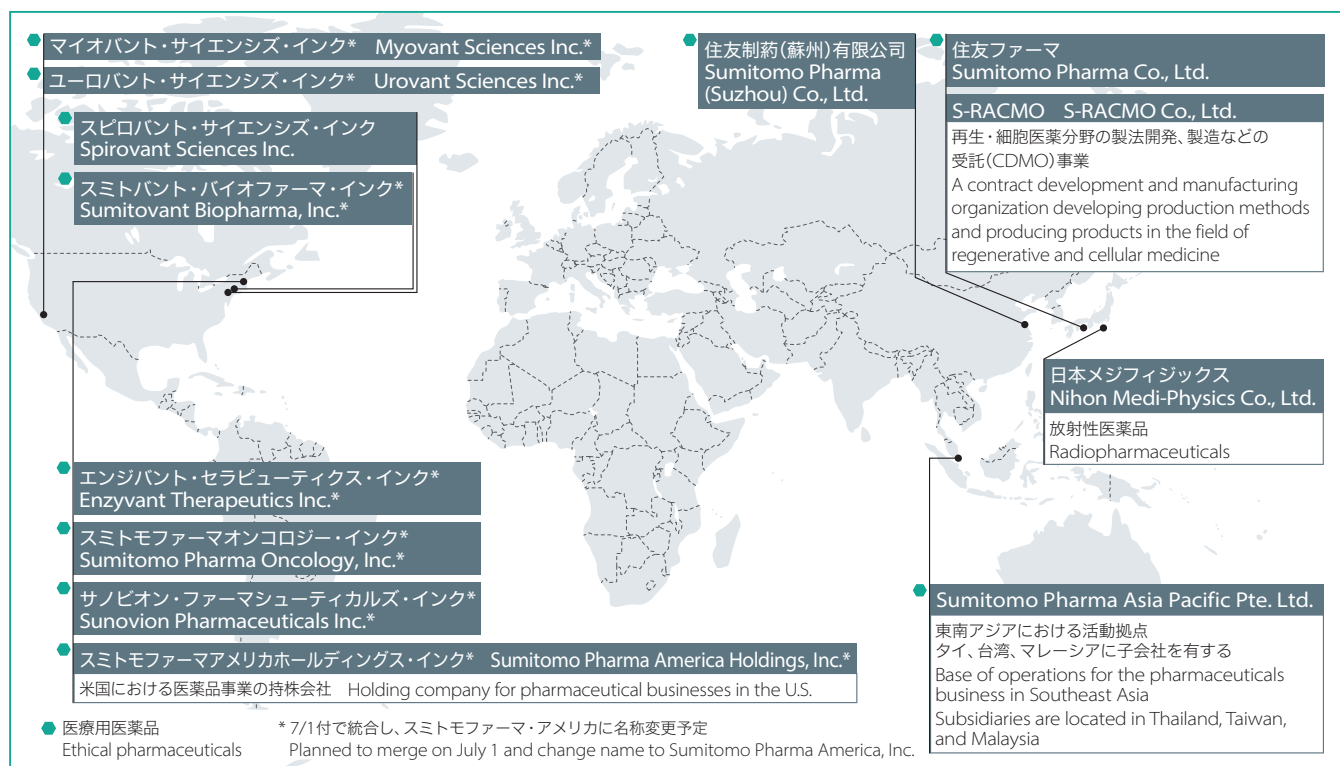 マイオバント・サイエンシズ・インク* Myovant Sciences Inc.*
ユーロバント・サイエンシズ・インク* Urovant Sciences Inc.*
スピロバント・サイエンシズ・インク
Spirovant Sciences Inc.
スミトバント・バイオファーマ・インク*
Sumitovant Biopharma, Inc.*
住友制葯(蘇州)有限公司
Sumitomo Pharma
(Suzhou) Co., Ltd.
住友ファーマ
Sumitomo Pharma Co., Ltd.
S-RACMO S-RACMO Co., Ltd.
再生・細胞医薬分野の製法開発、製造などの
受託(CDMO)事業
A contract development and manufacturing
organization developing production methods
and producing products in the field of
regenerative and cellular medicine
日本メジフィジックス
Nihon Medi-Physics Co., Ltd.
放射性医薬品
Radiopharmaceuticals
エンジバント・セラピューティクス・インク*
Enzyvant Therapeutics Inc.*
スミトモファーマオンコロジー・インク*
Sumitomo Pharma Oncology, Inc.*
サノビオン・ファーマシューティカルズ・インク*
Sunovion Pharmaceuticals Inc.*
スミトモファーマアメリカホールディングス・インク* Sumitomo Pharma America Holdings, Inc.*
米国における医薬品事業の持株会社 Holding company for pharmaceutical businesses in the U.S.
Sumitomo Pharma Asia Pacific Pte. Ltd.
東南アジアにおける活動拠点
タイ、台湾、マレーシアに子会社を有する
Base of operations for the pharmaceuticals
business in Southeast Asia
Subsidiaries are located in Thailand, Taiwan,
and Malaysia
医療用医薬品
Ethical pharmaceuticals
* 7/1付で統合し、スミトモファーマ・アメリカに名称変更予定
Planned to merge on July 1 and change name to Sumitomo Pharma America, Inc.